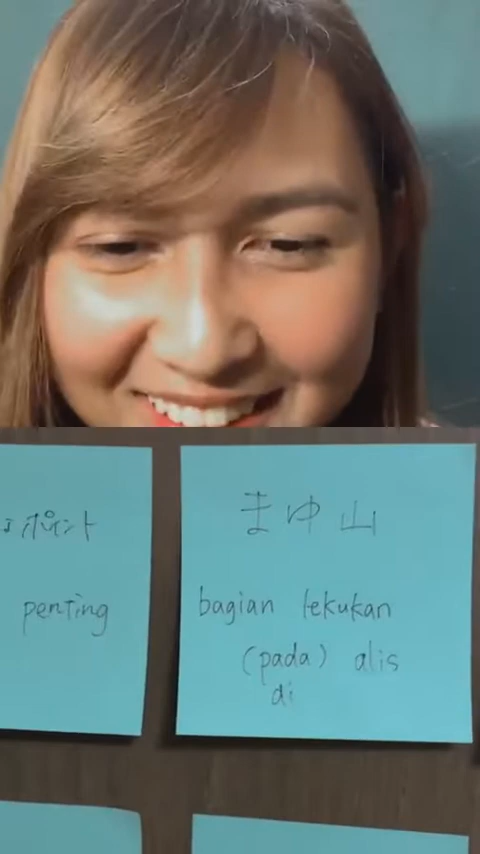 ポイント
penting
まゆ山
bagian lekukan
(pada) alis
di